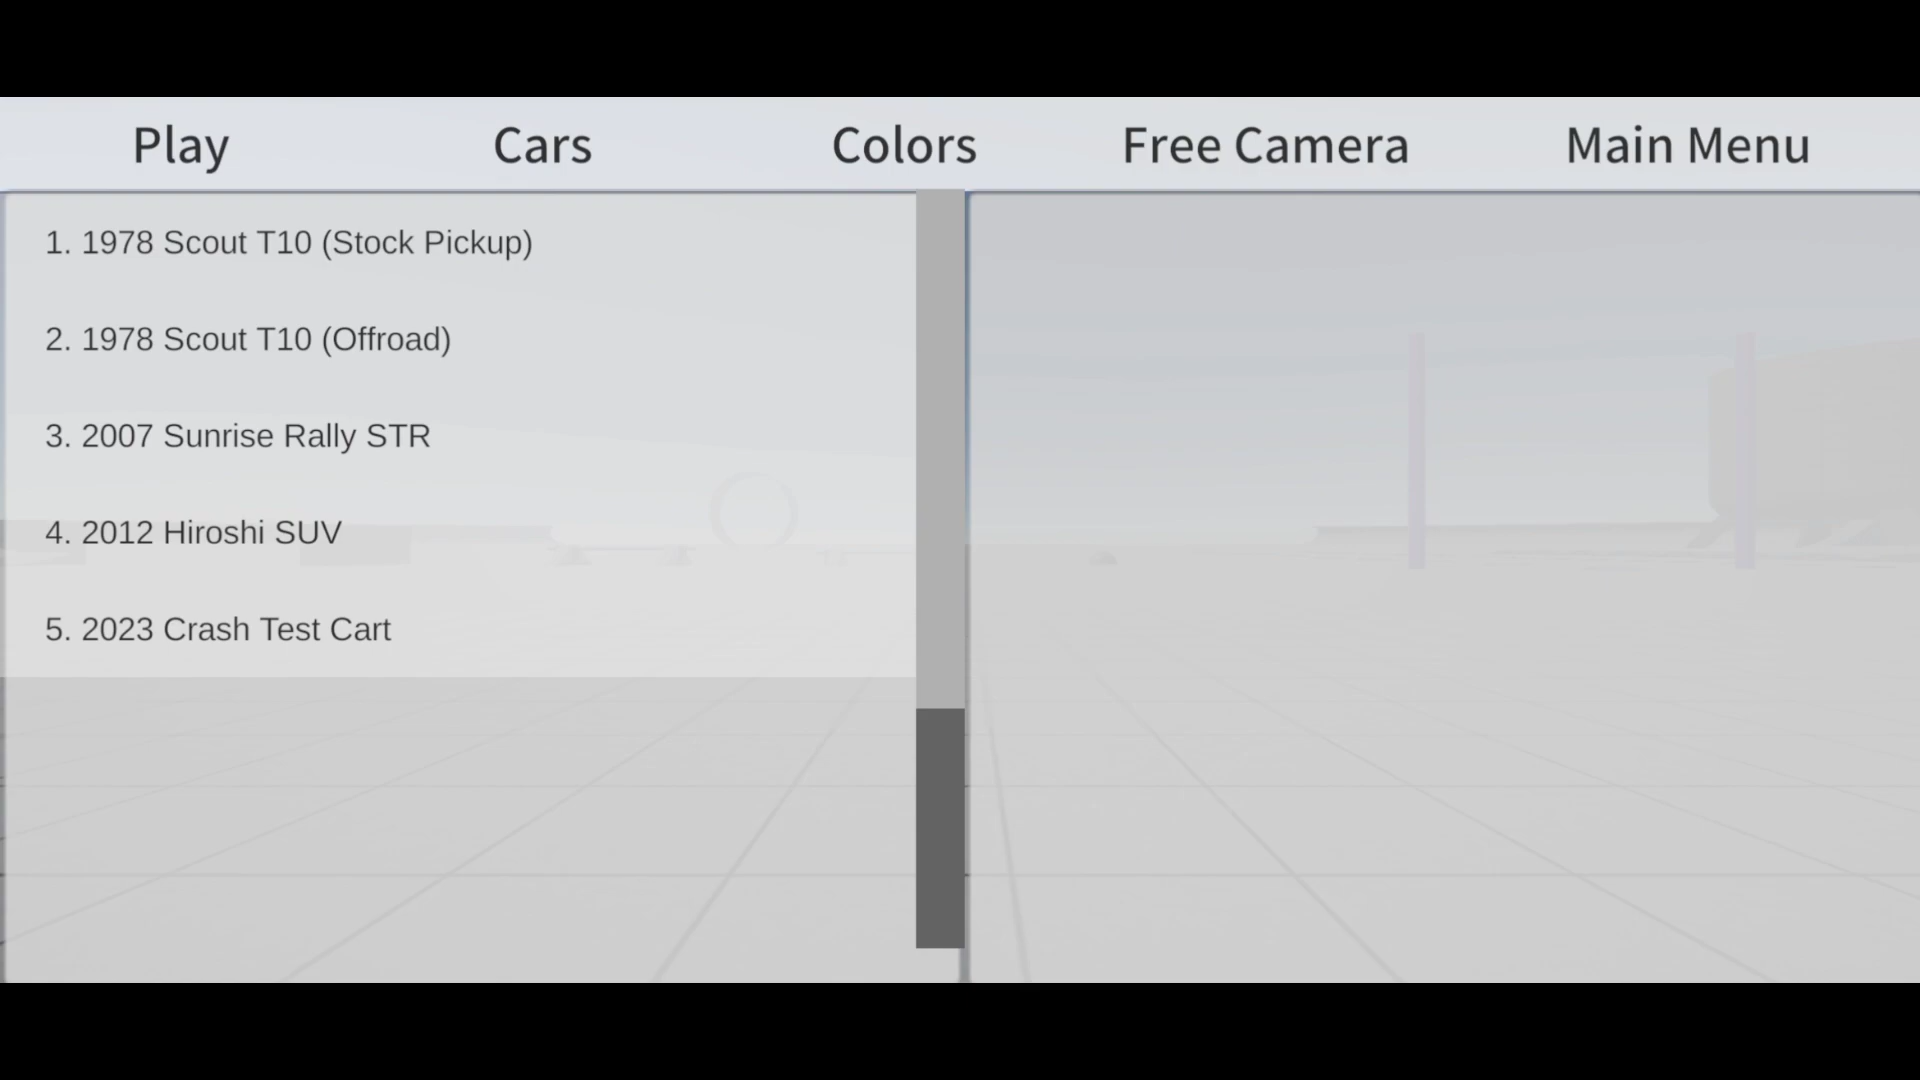 Play Cars Colors Free Camera Main Menu
1. 1978 Scout T10 (Stock Pickup)
2. 1978 Scout T10 (Offroad)
3. 2007 Sunrise Rally STR
4. 2012 Hiroshi SUV
5. 2023 Crash Test Cart